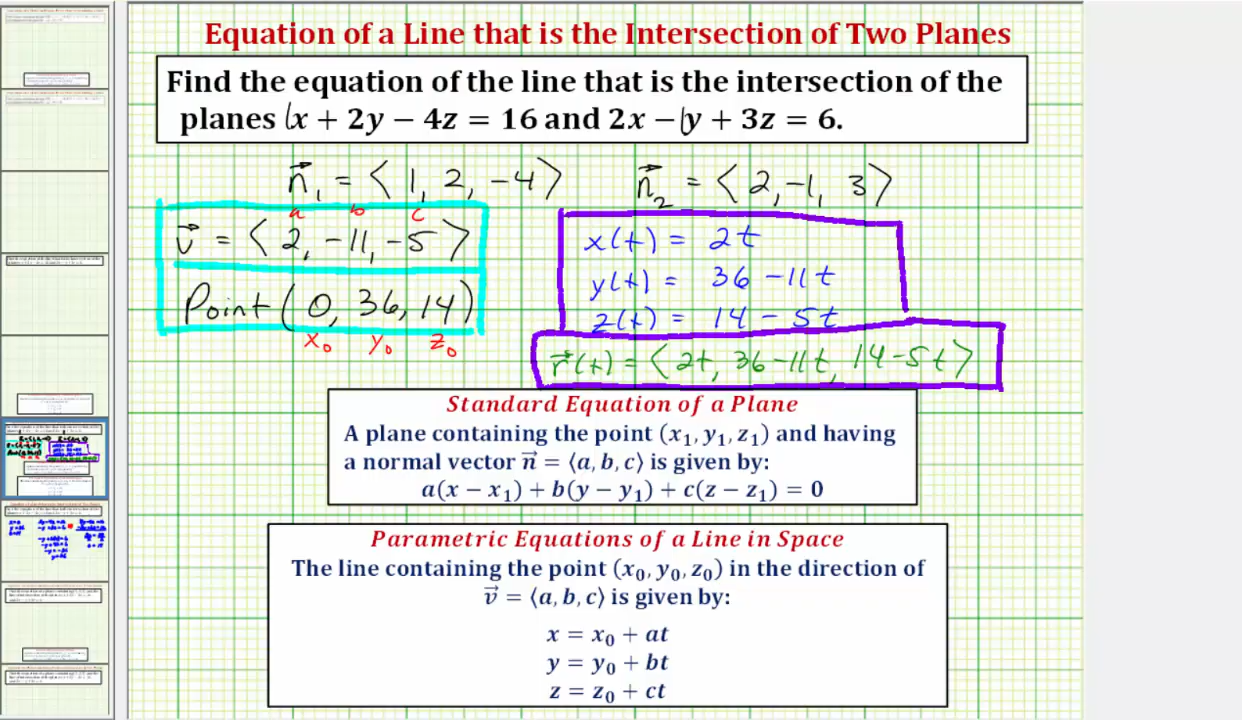 Equation of a Line that is the Intersection of Two Planes
Find the equation of the line that is the intersection of the
planes 1x + 2y − 4z = 16 and 2x − 1y + 3z = 6.
n⃗₁ = ⟨1, 2, −4⟩
n⃗₂ = ⟨2, −1, 3⟩
a b c
v⃗ = ⟨2, −11, −5⟩
Point (0, 36, 14)
x₀ y₀ z₀
x(t) = 2t
y(t) = 36 − 11t
z(t) = 14 − 5t
r⃗(t) = ⟨2t, 36 − 11t, 14 − 5t⟩
Standard Equation of a Plane
A plane containing the point (x₁, y₁, z₁) and having
a normal vector n⃗ = ⟨a, b, c⟩ is given by:
a(x − x₁) + b(y − y₁) + c(z − z₁) = 0
Parametric Equations of a Line in Space
The line containing the point (x₀, y₀, z₀) in the direction of
v⃗ = ⟨a, b, c⟩ is given by:
x = x₀ + at
y = y₀ + bt
z = z₀ + ct